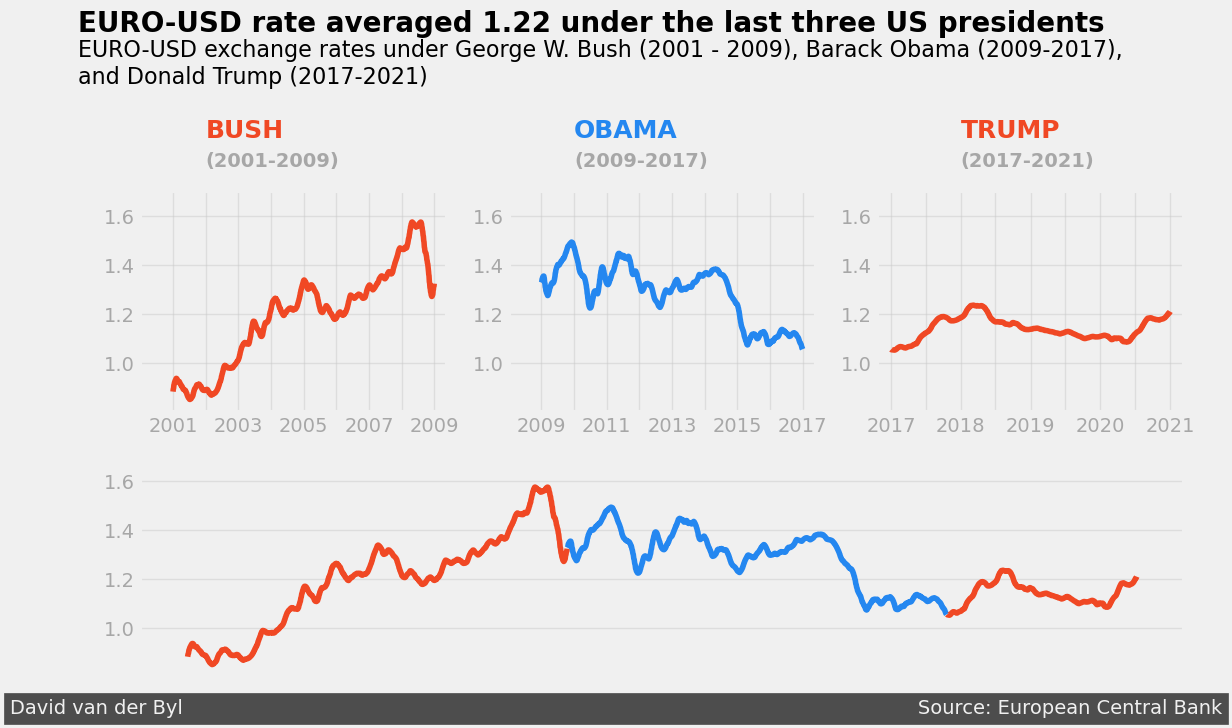 EURO-USD rate averaged 1.22 under the last three US presidents
EURO-USD exchange rates under George W. Bush (2001 - 2009), Barack Obama (2009-2017),
and Donald Trump (2017-2021)
BUSH
(2001-2009)
OBAMA
(2009-2017)
TRUMP
(2017-2021)
1.6
1.4
1.2
1.0
2001 2003 2005 2007 2009
1.6
1.4
1.2
1.0
2009 2011 2013 2015 2017
1.6
1.4
1.2
1.0
2017 2018 2019 2020 2021
1.6
1.4
1.2
1.0
David van der Byl
Source: European Central Bank